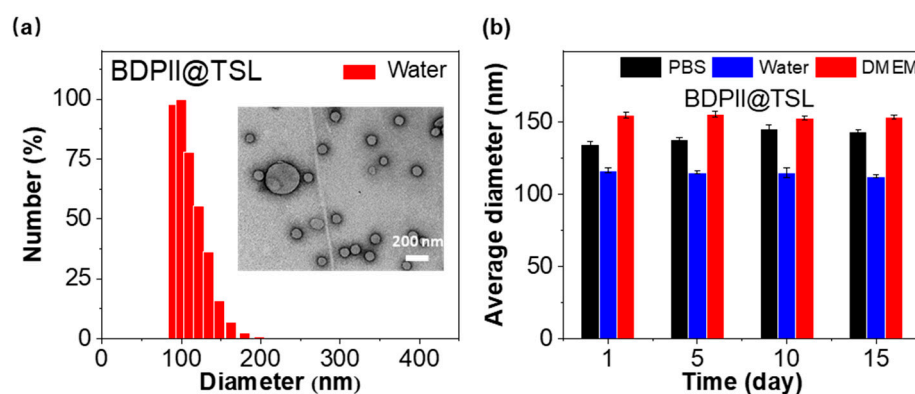 (a)
BDPII@TSL
Water
Number (%)
100
75
50
25
0
200 nm
0 100 200 300 400
Diameter (nm)
(b)
PBS Water DMEM
BDPII@TSL
Average diameter (nm)
150
100
50
0
1 5 10 15
Time (day)